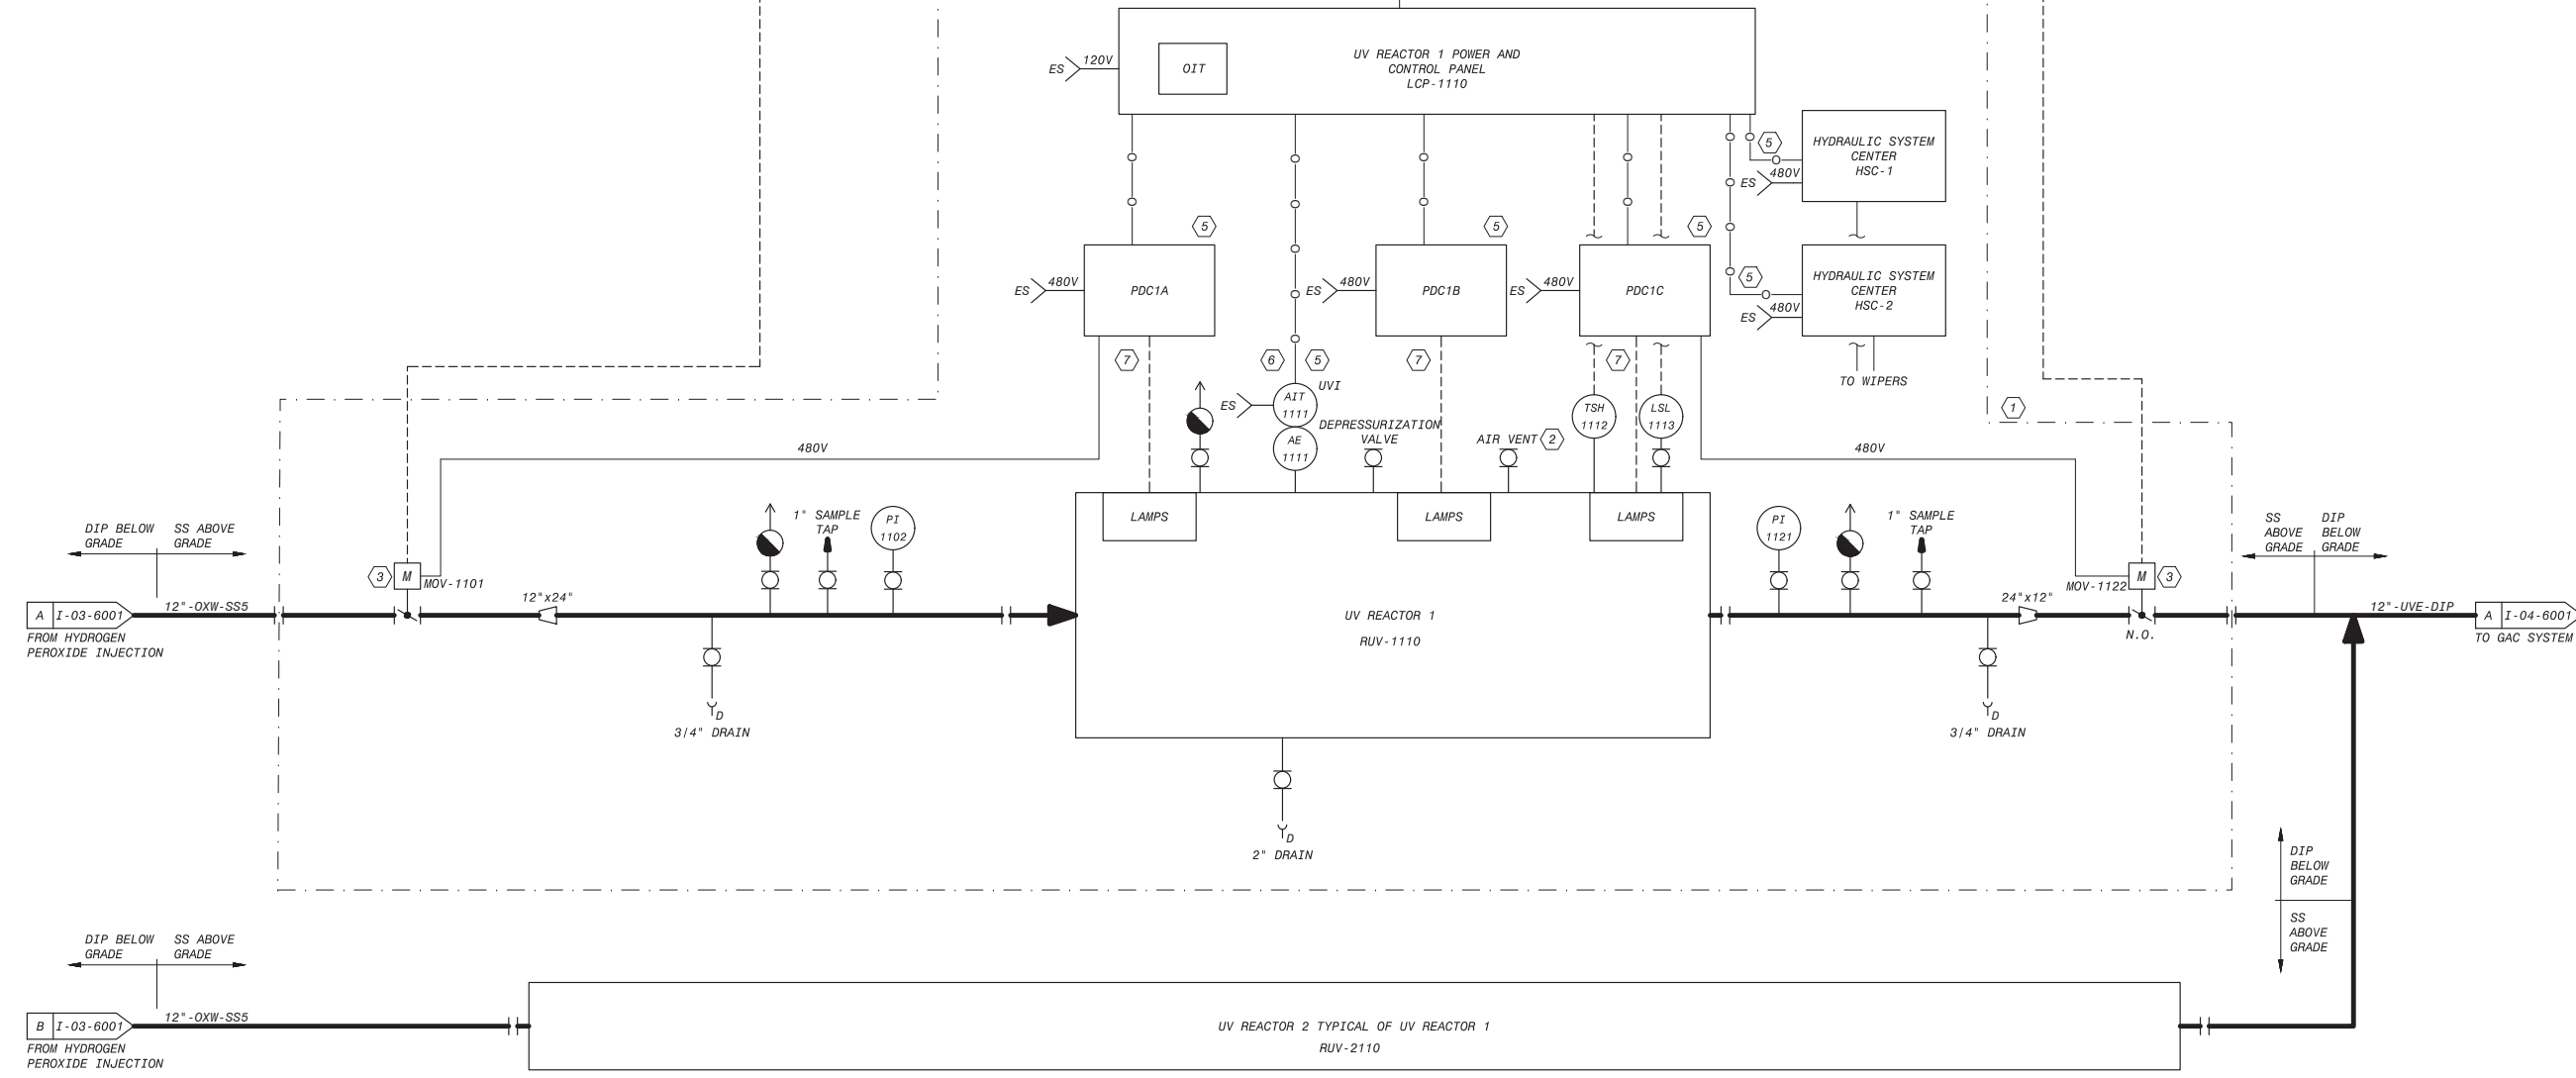 UV REACTOR 1 POWER AND
CONTROL PANEL
LCP-1110
OIT
ES
120V
HYDRAULIC SYSTEM
CENTER
HSC-1
5
ES
480V
HYDRAULIC SYSTEM
CENTER
HSC-2
5
ES
480V
TO WIPERS
5
5
5
ES
480V
PDC1A
ES
480V
PDC1B
ES
480V
PDC1C
7
6
5
7
7
UVI
ES
AIT
1111
AE
1111
DEPRESSURIZATION
VALVE
AIR VENT
2
TSH
1112
LSL
1113
1
480V
480V
LAMPS
LAMPS
LAMPS
DIP BELOW
GRADE
SS ABOVE
GRADE
3
M
MOV-1101
1" SAMPLE
TAP
PI
1102
PI
1121
1" SAMPLE
TAP
MOV-1122
M
3
N.O.
SS
ABOVE
GRADE
DIP
BELOW
GRADE
A
I-03-6001
12"-OXW-SS5
FROM HYDROGEN
PEROXIDE INJECTION
12"x24"
UV REACTOR 1
RUV-1110
24"x12"
12"-UVE-DIP
A
I-04-6001
TO GAC SYSTEM
D
3/4" DRAIN
D
3/4" DRAIN
D
2" DRAIN
DIP
BELOW
GRADE
SS
ABOVE
GRADE
DIP BELOW
GRADE
SS ABOVE
GRADE
B
I-03-6001
12"-OXW-SS5
FROM HYDROGEN
PEROXIDE INJECTION
UV REACTOR 2 TYPICAL OF UV REACTOR 1
RUV-2110